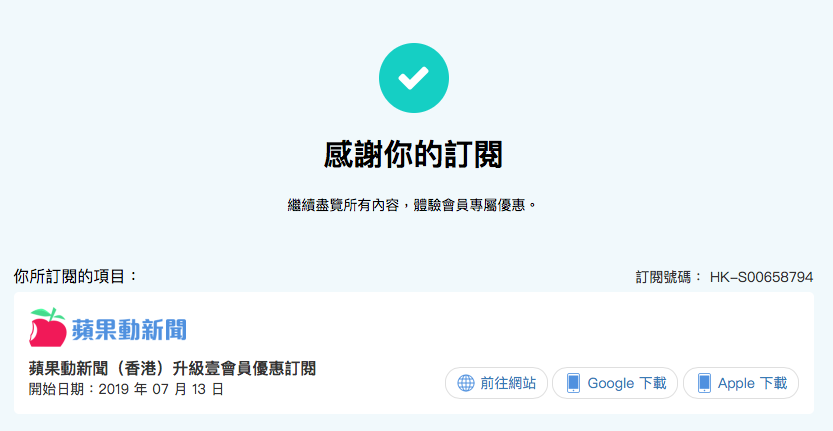 感謝你的訂閱
繼續盡覽所有內容，體驗會員專屬優惠。
你所訂閱的項目：
訂閱號碼： HK-S00658794
蘋果動新聞
蘋果動新聞（香港）升級壹會員優惠訂閱
開始日期：2019 年 07 月 13 日
前往網站
Google 下載
Apple 下載